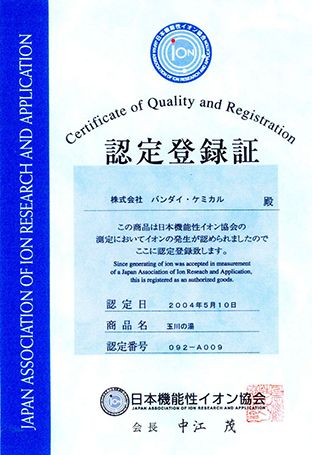 日本機能性イオン協会
ION
Certificate of Quality and Registration
認定登録証
株式会社 バンダイ・ケミカル 殿
この商品は日本機能性イオン協会の
測定においてイオンの発生が認められましたので
ここに認定登録致します。
Since generating of ion was accepted in measurement
of a Japan Association of Ion Reseach and Application,
this is registered as an authorized goods.
認定日 2004年5月10日
商品名 玉川の湯
認定番号 092-A009
日本機能性イオン協会
JAPAN ASSOCIATION OF ION RESEARCH AND APPLICATION
会長 中江 茂
JAPAN ASSOCIATION OF ION RESEARCH AND APPLICATION